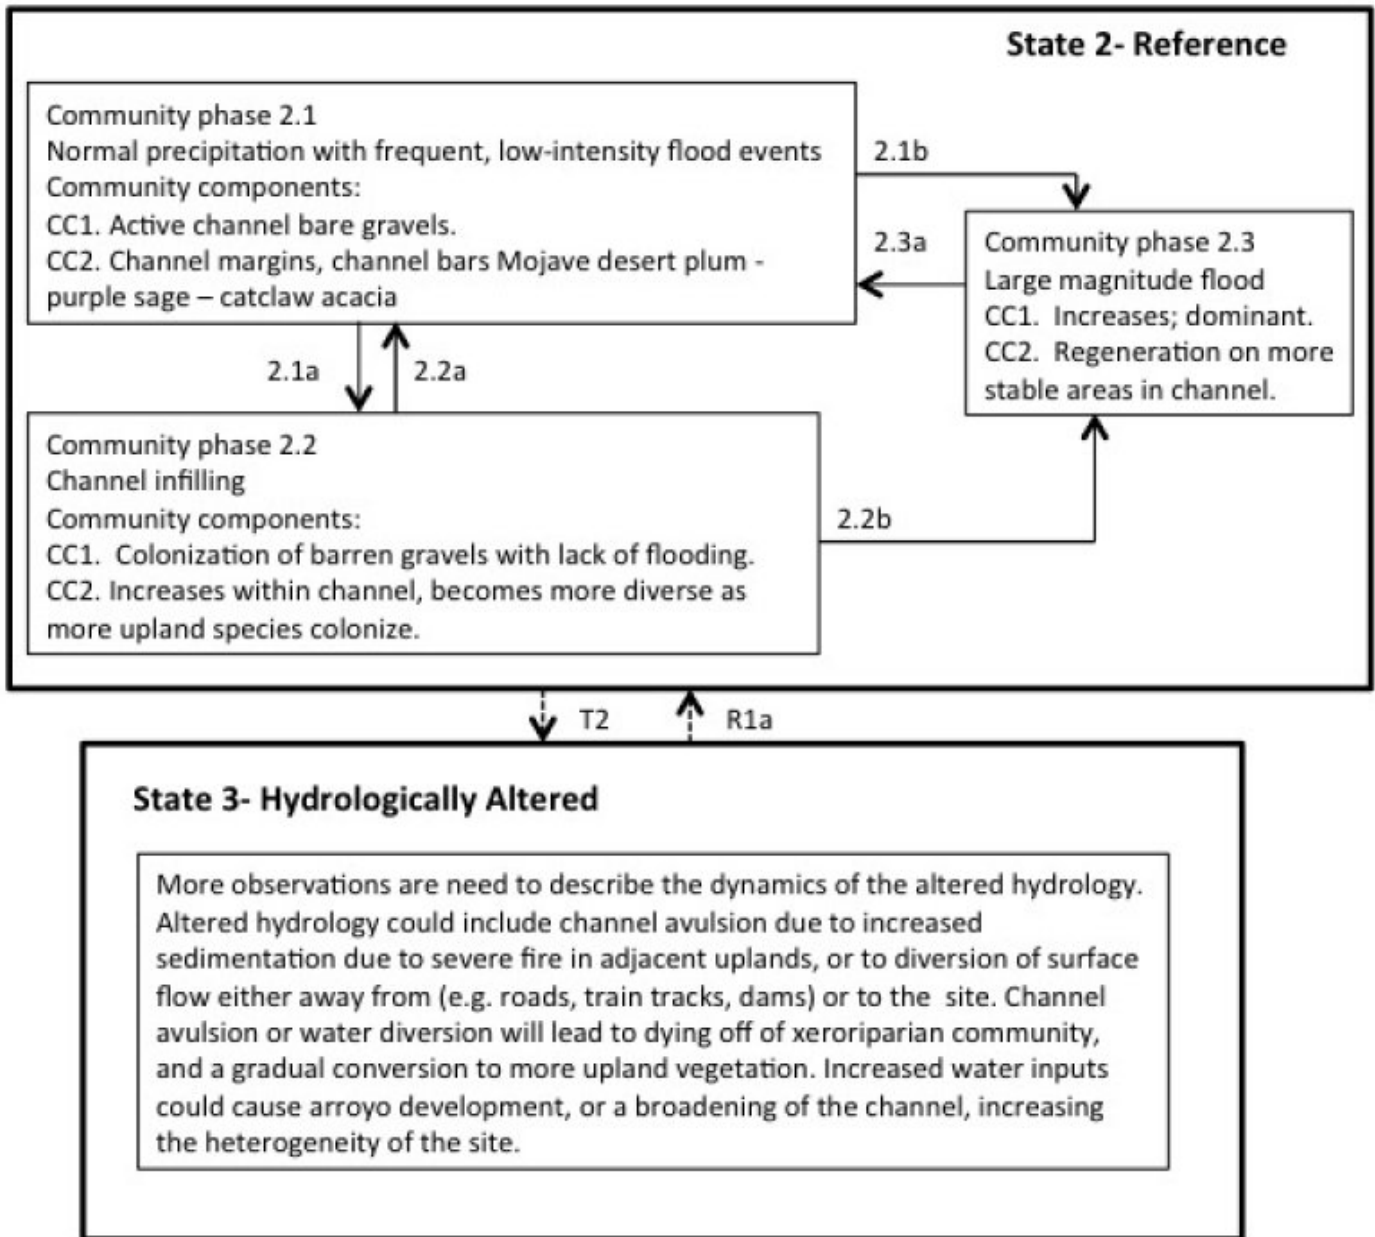 State 2- Reference
Community phase 2.1
Normal precipitation with frequent, low-intensity flood events
Community components:
CC1. Active channel bare gravels.
CC2. Channel margins, channel bars Mojave desert plum -
purple sage – catclaw acacia
2.1b
2.3a
Community phase 2.3
Large magnitude flood
CC1.  Increases; dominant.
CC2.  Regeneration on more
stable areas in channel.
2.1a
2.2a
Community phase 2.2
Channel infilling
Community components:
CC1.  Colonization of barren gravels with lack of flooding.
CC2. Increases within channel, becomes more diverse as
more upland species colonize.
2.2b
T2
R1a
State 3- Hydrologically Altered
More observations are need to describe the dynamics of the altered hydrology.
Altered hydrology could include channel avulsion due to increased
sedimentation due to severe fire in adjacent uplands, or to diversion of surface
flow either away from (e.g. roads, train tracks, dams) or to the  site. Channel
avulsion or water diversion will lead to dying off of xeroriparian community,
and a gradual conversion to more upland vegetation. Increased water inputs
could cause arroyo development, or a broadening of the channel, increasing
the heterogeneity of the site.